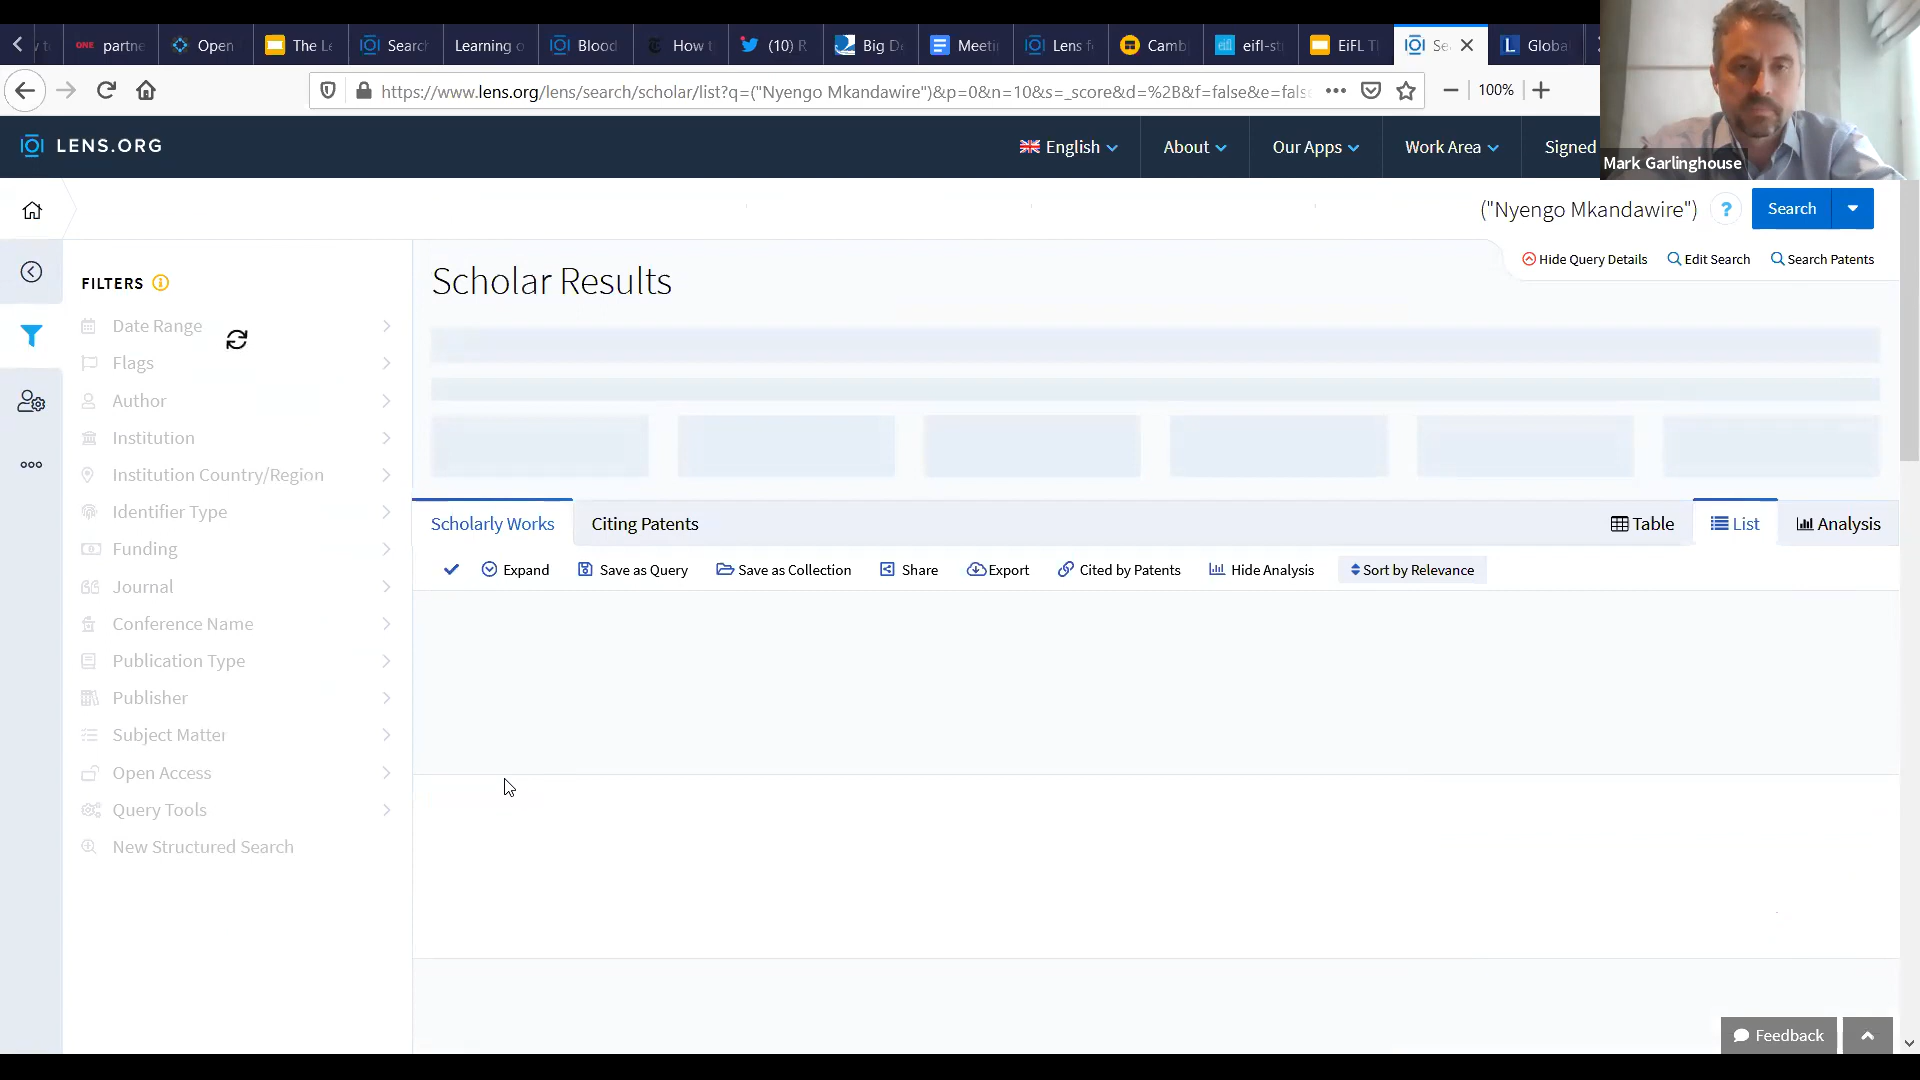 partne
Open
The Le
Search
Learning o
Blood
How t
(10) R
Big De
Meeti
Lens f
Camb
eifl-st
EiFL T
Se
Globa
https://www.lens.org/lens/search/scholar/list?q=("Nyengo Mkandawire")&p=0&n=10&s=_score&d=%2B&f=false&e=fals
100%
LENS.ORG
English
About
Our Apps
Work Area
Signed
Mark Garlinghouse
("Nyengo Mkandawire")
?
Search
Hide Query Details
Edit Search
Search Patents
FILTERS
Date Range
Flags
Author
Institution
Institution Country/Region
Identifier Type
Funding
Journal
Conference Name
Publication Type
Publisher
Subject Matter
Open Access
Query Tools
New Structured Search
Scholar Results
Scholarly Works
Citing Patents
Table
List
Analysis
Expand
Save as Query
Save as Collection
Share
Export
Cited by Patents
Hide Analysis
Sort by Relevance
Feedback